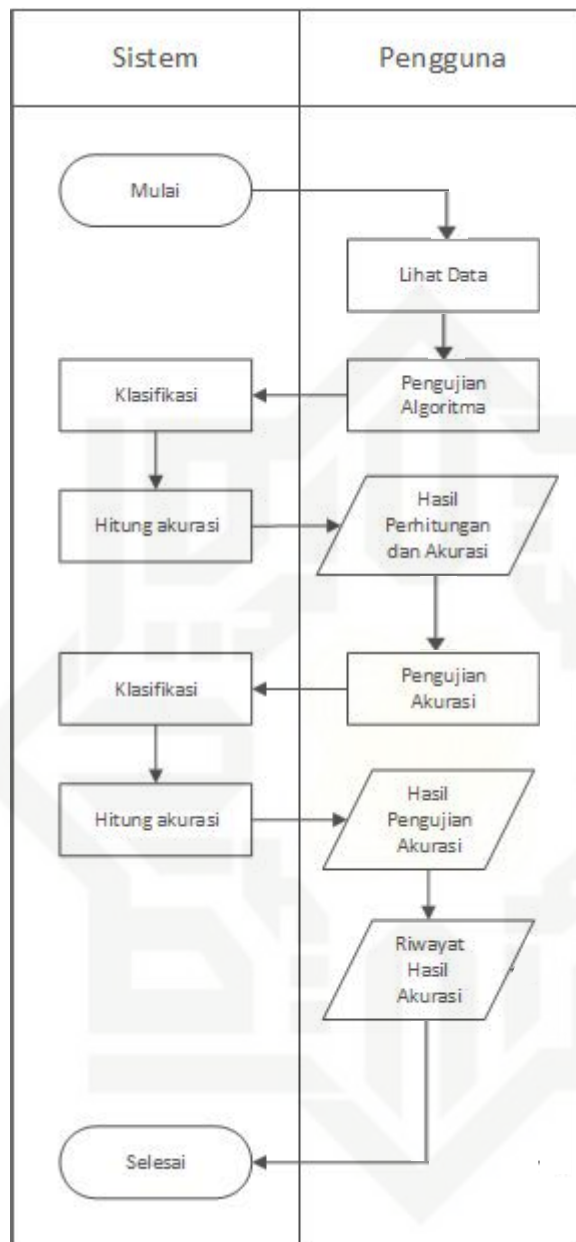 Sistem
Pengguna
Mulai
Lihat Data
Pengujian
Algoritma
Klasifikasi
Hitung akurasi
Hasil
Perhitungan
dan Akurasi
Pengujian
Akurasi
Klasifikasi
Hitung akurasi
Hasil
Pengujian
Akurasi
Riwayat
Hasil
Akurasi
Selesai